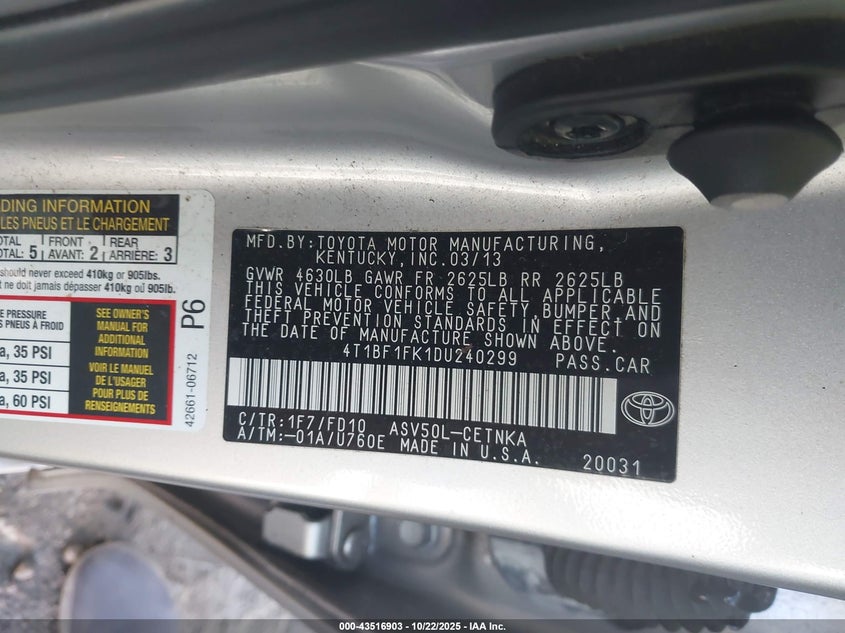 DING INFORMATION
LES PNEUS ET LE CHARGEMENT
OTAL FRONT REAR
OTAL: 5 AVANT: 2 ARRIÈRE: 3
should never exceed 410kg or 905lbs.
t ne doit jamais dépasser 410kg oû 905lb.
E PRESSURE
S PNEUS À FROID
a, 35 PSI
a, 35 PSI
a, 60 PSI
SEE OWNER'S
MANUAL FOR
ADDITIONAL
INFORMATION
VOIR LE MANUEL
DE L'USAGER
POUR PLUS DE
RENSEIGNEMENTS
42661-06712
P6
MFD.BY:TOYOTA MOTOR MANUFACTURING,
KENTUCKY, INC.03/13
GVWR 4630LB GAWR FR 2625LB RR 2625LB
THIS VEHICLE CONFORMS TO ALL APPLICABLE
FEDERAL MOTOR VEHICLE SAFETY,BUMPER,AND
THEFT PREVENTION STANDARDS IN EFFECT ON
THE DATE OF MANUFACTURE SHOWN ABOVE.
4T1BF1FK1DU240299 PASS.CAR
C/TR:1F7/FD10 ASV50L-CETNKA
A/TM:-01A/U760E MADE IN U.S.A. 20031
000-43516903 - 10/22/2025 - IAA Inc.